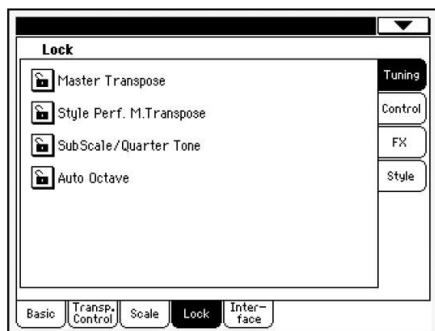 Lock
Master Transpose
Style Perf. M.Transpose
SubScale/Quarter Tone
Auto Octave
Tuning
Control
FX
Style
Basic
Transp.
Control
Scale
Lock
Inter-
face